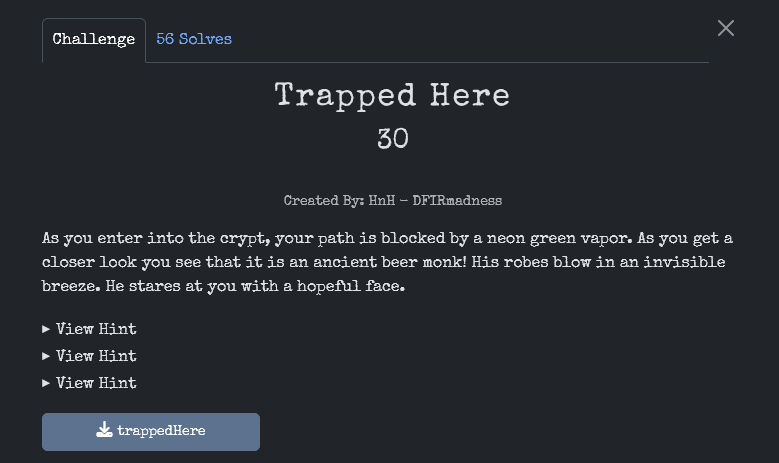 Challenge
56 Solves
Trapped Here
30
Created By: HnH - DFIRmadness
As you enter into the crypt, your path is blocked by a neon green vapor. As you get a
closer look you see that it is an ancient beer monk! His robes blow in an invisible
breeze. He stares at you with a hopeful face.
View Hint
View Hint
View Hint
trappedHere